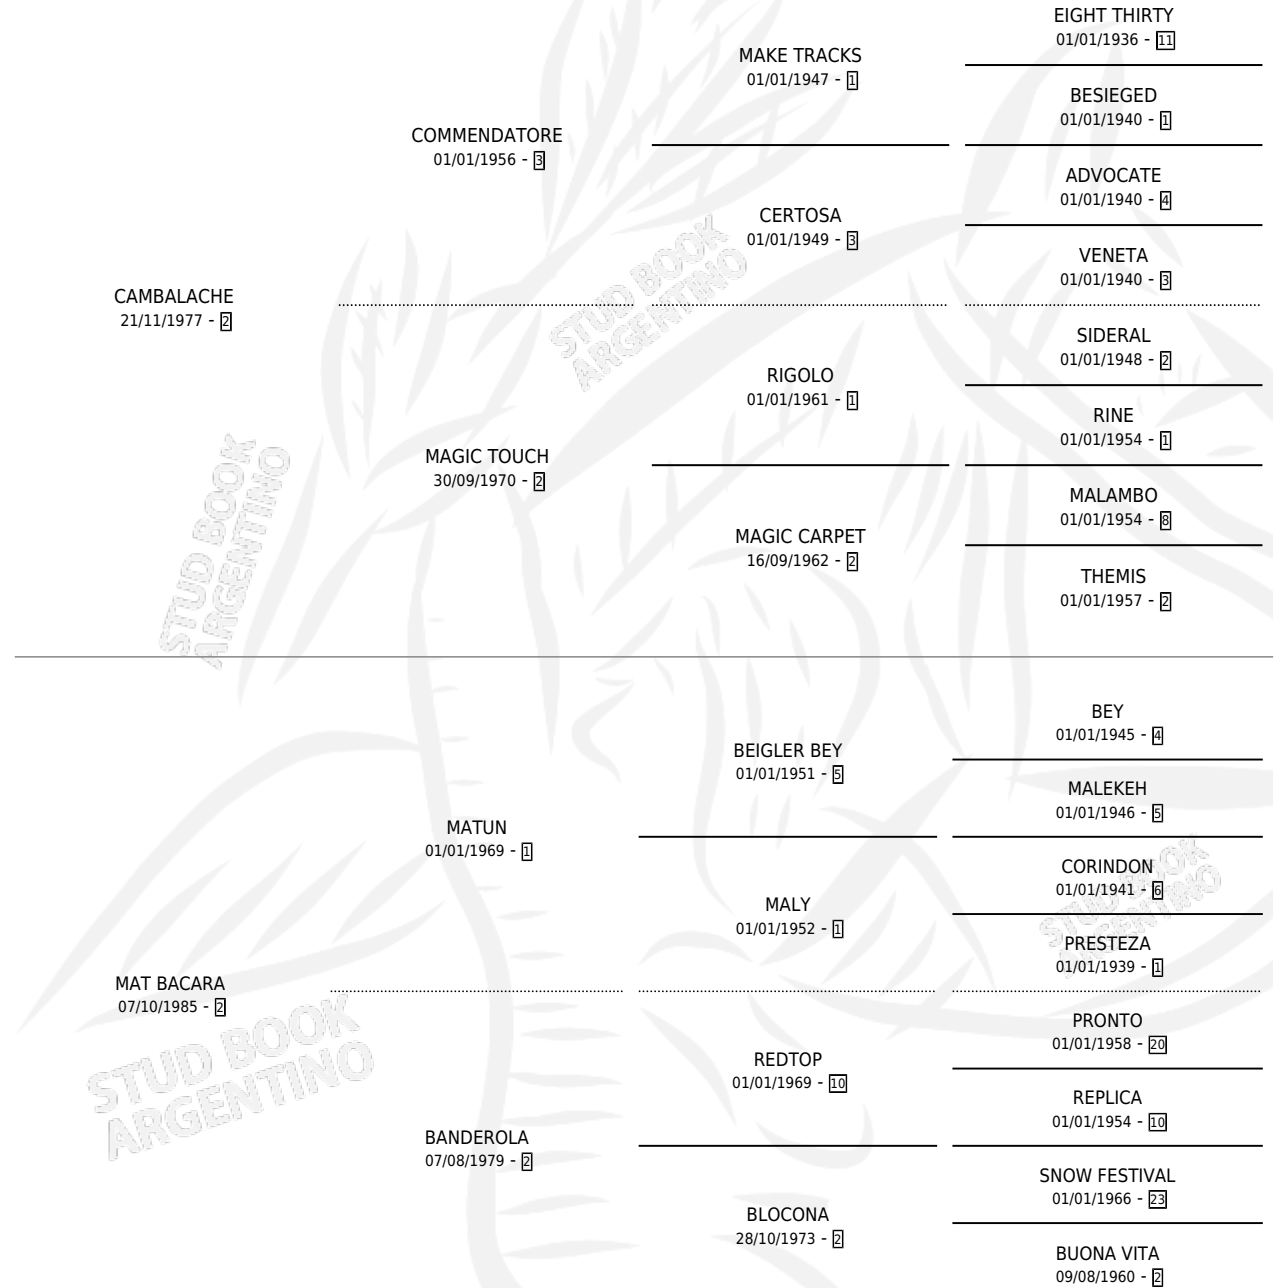 EIGHT THIRTY
01/01/1936 - 11
MAKE TRACKS
01/01/1947 - 1
BESIEGED
01/01/1940 - 1
COMMENDATORE
01/01/1956 - 3
ADVOCATE
01/01/1940 - 4
CERTOSA
01/01/1949 - 3
VENETA
01/01/1940 - 3
CAMBALACHE
21/11/1977 - 2
STUD BOOK
ARGENTINO
SIDERAL
01/01/1948 - 2
RIGOLO
01/01/1961 - 1
RINE
01/01/1954 - 1
MAGIC TOUCH
30/09/1970 - 2
MALAMBO
01/01/1954 - 8
MAGIC CARPET
16/09/1962 - 2
THEMIS
01/01/1957 - 2
STUD BOOK
ARGENTINO
BEY
01/01/1945 - 4
BEIGLER BEY
01/01/1951 - 5
MALEKEH
01/01/1946 - 5
MATUN
01/01/1969 - 1
CORINDON
01/01/1941 - 6
MALY
01/01/1952 - 1
PRESTEZA
01/01/1939 - 1
STUD BOOK
ARGENTINO
MAT BACARA
07/10/1985 - 2
STUD BOOK
ARGENTINO
PRONTO
01/01/1958 - 20
REDTOP
01/01/1969 - 10
REPLICA
01/01/1954 - 10
BANDEROLA
07/08/1979 - 2
SNOW FESTIVAL
01/01/1966 - 23
BLOCONA
28/10/1973 - 2
BUONA VITA
09/08/1960 - 2